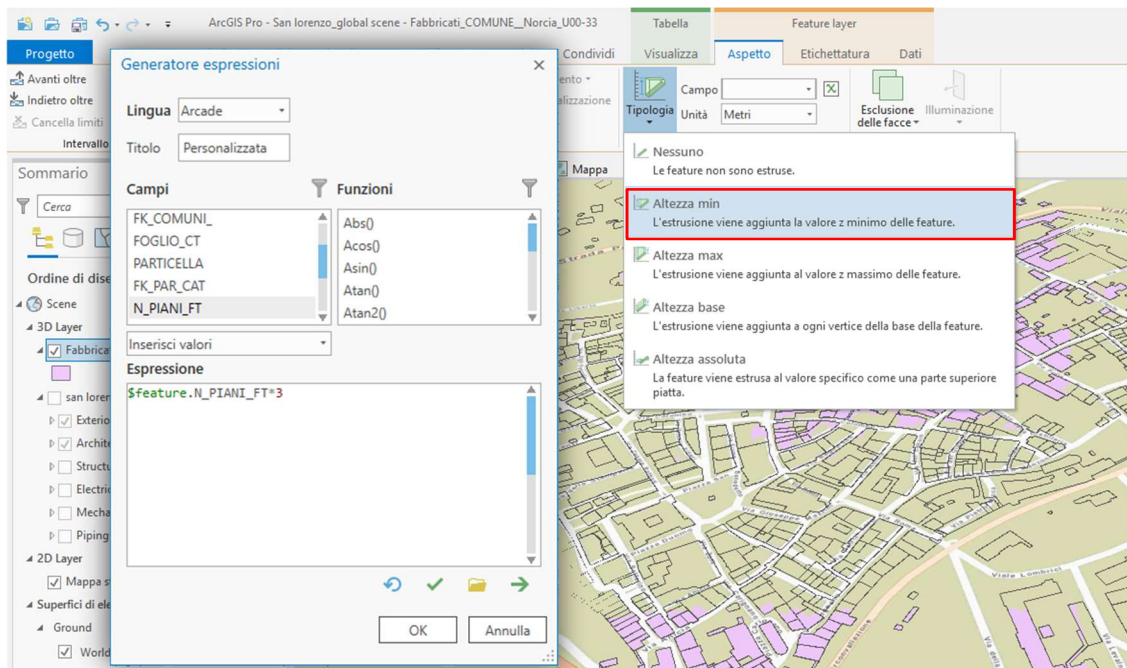 ArcGIS Pro - San lorenzo_global scene - Fabbricati_COMUNE__Norcia_U00-33
Tabella
Feature layer
Progetto
Condividi
Visualizza
Aspetto
Etichettatura
Dati
Avanti oltre
Indietro oltre
Cancella limiti
Intervallo
Tipologia
Campo
Unità
Metri
Esclusione
delle facce
Illuminazione
Sommario
Cerca
Ordine di dise
Scene
3D Layer
Fabbrica
san loren
Exterio
Archite
Structu
Electric
Mecha
Piping
2D Layer
Mappa st
Superfici di ele
Ground
World
Generatore espressioni
Lingua
Arcade
Titolo
Personalizzata
Campi
Funzioni
FK_COMUNI_
FOGLIO_CT
PARTICELLA
FK_PAR_CAT
N_PIANI_FT
Abs()
Acos()
Asin()
Atan()
Atan2()
Inserisci valori
Espressione
$feature.N_PIANI_FT*3
OK
Annulla
Mappa
Nessuno
Le feature non sono estruse.
Altezza min
L'estrusione viene aggiunta la valore z minimo delle feature.
Altezza max
L'estrusione viene aggiunta al valore z massimo delle feature.
Altezza base
L'estrusione viene aggiunta a ogni vertice della base della feature.
Altezza assoluta
La feature viene estrusa al valore specifico come una parte superiore
piatta.
Viale Lombrici